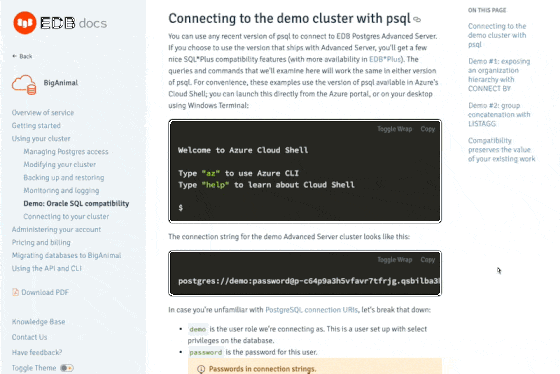 EDB docs
← Back
BigAnimal
Overview of service
Getting started
Using your cluster
Managing Postgres access
Modifying your cluster
Backing up and restoring
Monitoring and logging
Demo: Oracle SQL compatibility
Connecting to your cluster
Administering your account
Pricing and billing
Migrating databases to BigAnimal
Using the API and CLI
Download PDF
Knowledge Base
Contact Us
Have feedback?
Toggle Theme
Connecting to the demo cluster with psql
You can use any recent version of psql to connect to EDB Postgres Advanced Server.
If you choose to use the version that ships with Advanced Server, you'll get a few
nice SQL*Plus compatibility features (with more availability in EDB*Plus). The
queries and commands we'll examine here will work the same in either version
of psql. For convenience, these examples use the version of psql available in Azure's
Cloud Shell; you can launch this directly from the Azure portal, or on your desktop
using Windows Terminal:
Toggle Wrap Copy
Welcome to Azure Cloud Shell
Type "az" to use Azure CLI
Type "help" to learn about Cloud Shell
$
The connection string for the demo Advanced Server cluster looks like this:
Toggle Wrap Copy
postgres://demo:password@p-c64p9a3h5vfavr7tfrjg.qsbilba3
In case you're unfamiliar with PostgreSQL connection URIs, let's break that down:
• demo is the user role we're connecting as. This is a user set up with select
privileges on the database.
• password is the password for this user.
Passwords in connection strings.
ON THIS PAGE
Connecting to the
demo cluster with
psql
Demo #1: exposing
an organization
hierarchy with
CONNECT BY
Demo #2: group
concatenation with
LISTAGG
Compatibility
preserves the value
of your existing work